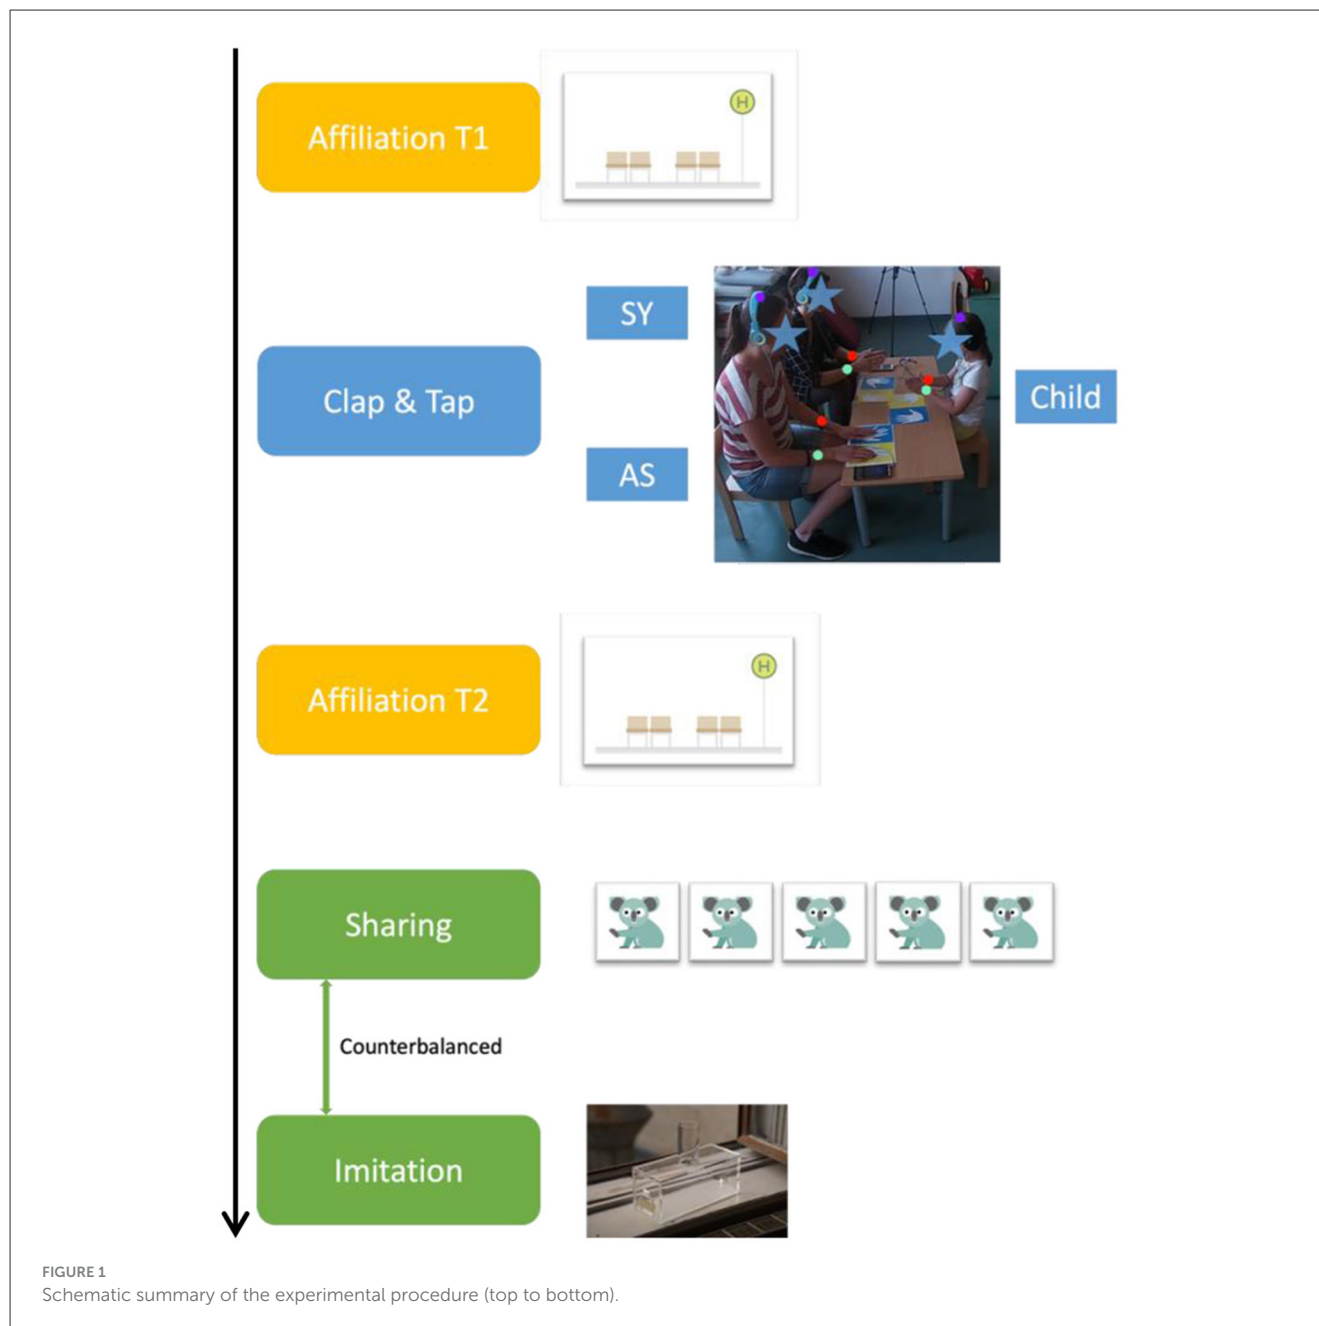 Affiliation T1
H
SY
Clap & Tap
Child
AS
Affiliation T2
H
Sharing
Counterbalanced
Imitation
FIGURE 1
Schematic summary of the experimental procedure (top to bottom).